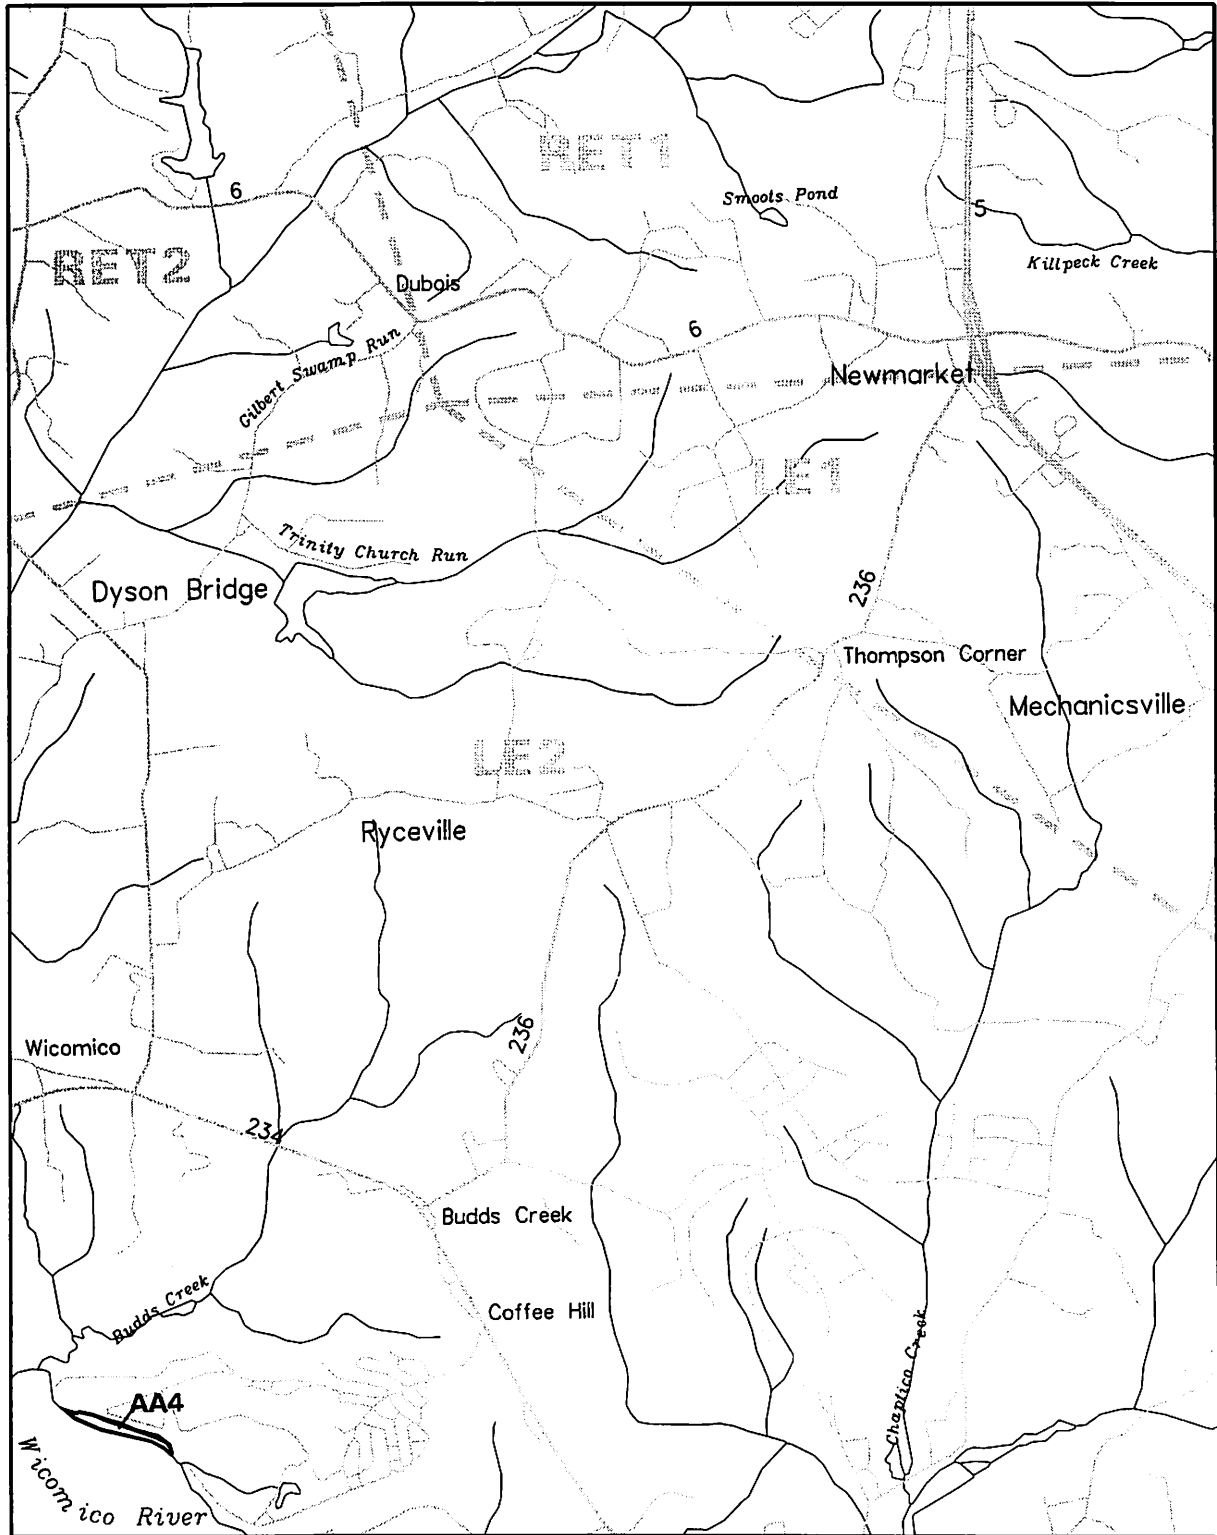 RET1
6
Smoots Pond
5
RET2
Killpeck Creek
Dubois
6
Gilbert Swamp Run
Newmarket
LE1
Trinity Church Run
Dyson Bridge
236
Thompson Corner
Mechanicsville
LE2
Ryceville
236
Wicomico
234
Budds Creek
Budds Creek
Coffee Hill
Chaptico Creek
AA4
Wicomico River